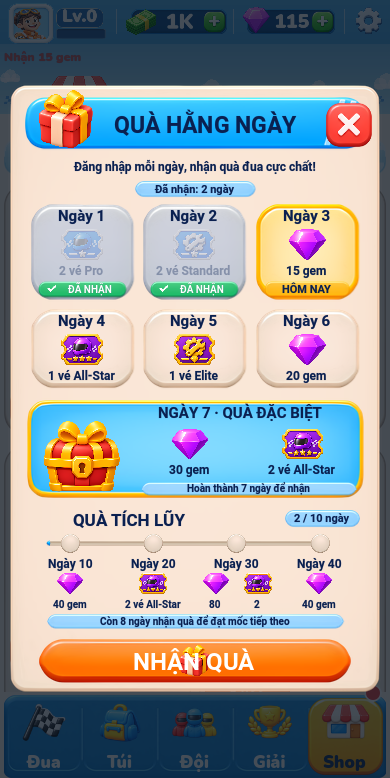 Lv.0
1K
115
Nhận 15 gem
QUÀ HẰNG NGÀY
Đăng nhập mỗi ngày, nhận quà đua cực chất!
Đã nhận: 2 ngày
Ngày 1
Ngày 2
Ngày 3
2 vé Pro
2 vé Standard
15 gem
ĐÃ NHẬN
ĐÃ NHẬN
HÔM NAY
Ngày 4
Ngày 5
Ngày 6
1 vé All-Star
1 vé Elite
20 gem
NGÀY 7 · QUÀ ĐẶC BIỆT
30 gem
2 vé All-Star
Hoàn thành 7 ngày để nhận
QUÀ TÍCH LŨY
2 / 10 ngày
Ngày 10
Ngày 20
Ngày 30
Ngày 40
40 gem
2 vé All-Star
80
2
40 gem
Còn 8 ngày nhận quà để đạt mốc tiếp theo
NHẬN QUÀ
Đua
Túi
Đội
Giải
Shop